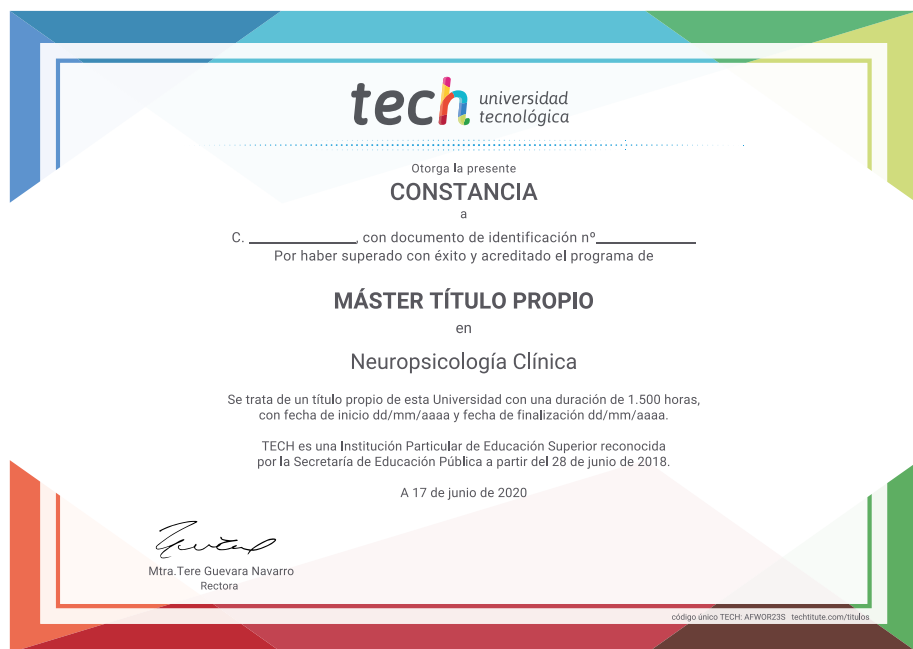 tech universidad
tecnológica
Otorga la presente
CONSTANCIA
a
C. ____________, con documento de identificación nº___________
Por haber superado con éxito y acreditado el programa de
MÁSTER TÍTULO PROPIO
en
Neuropsicología Clínica
Se trata de un título propio de esta Universidad con una duración de 1.500 horas,
con fecha de inicio dd/mm/aaaa y fecha de finalización dd/mm/aaaa.
TECH es una Institución Particular de Educación Superior reconocida
por la Secretaría de Educación Pública a partir del 28 de junio de 2018.
A 17 de junio de 2020
Mtra.Tere Guevara Navarro
Rectora
código único TECH: AFWOR23S techtitute.com/titulos